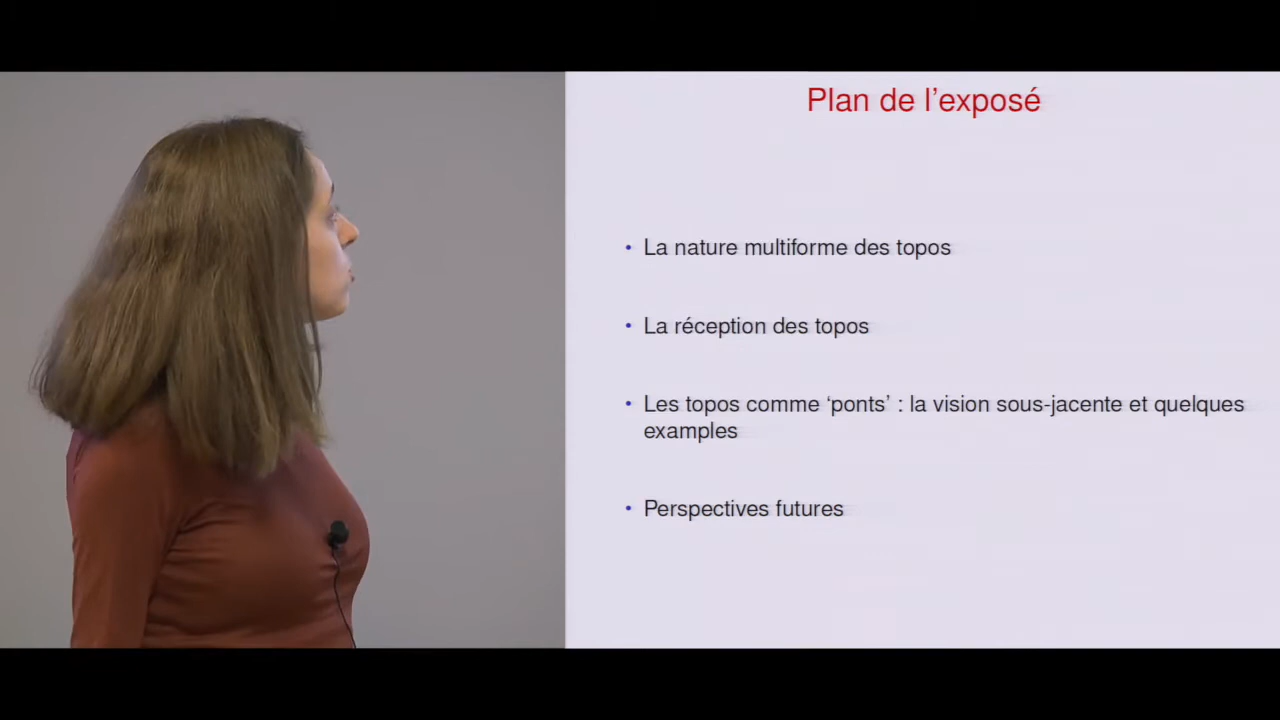 Plan de l'exposé
• La nature multiforme des topos
• La réception des topos
• Les topos comme ‘ponts’ : la vision sous-jacente et quelques
examples
• Perspectives futures